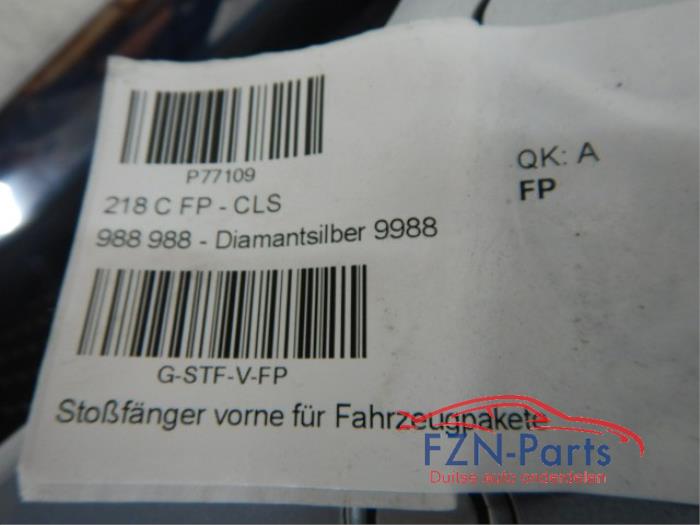 P77109
218 C FP - CLS
988 988 - Diamantsilber 9988
QK: A
FP
G-STF-V-FP
Stoßfänger vorne für Fahrzeugpakete
FZN-Parts
Duitse auto onderdelen